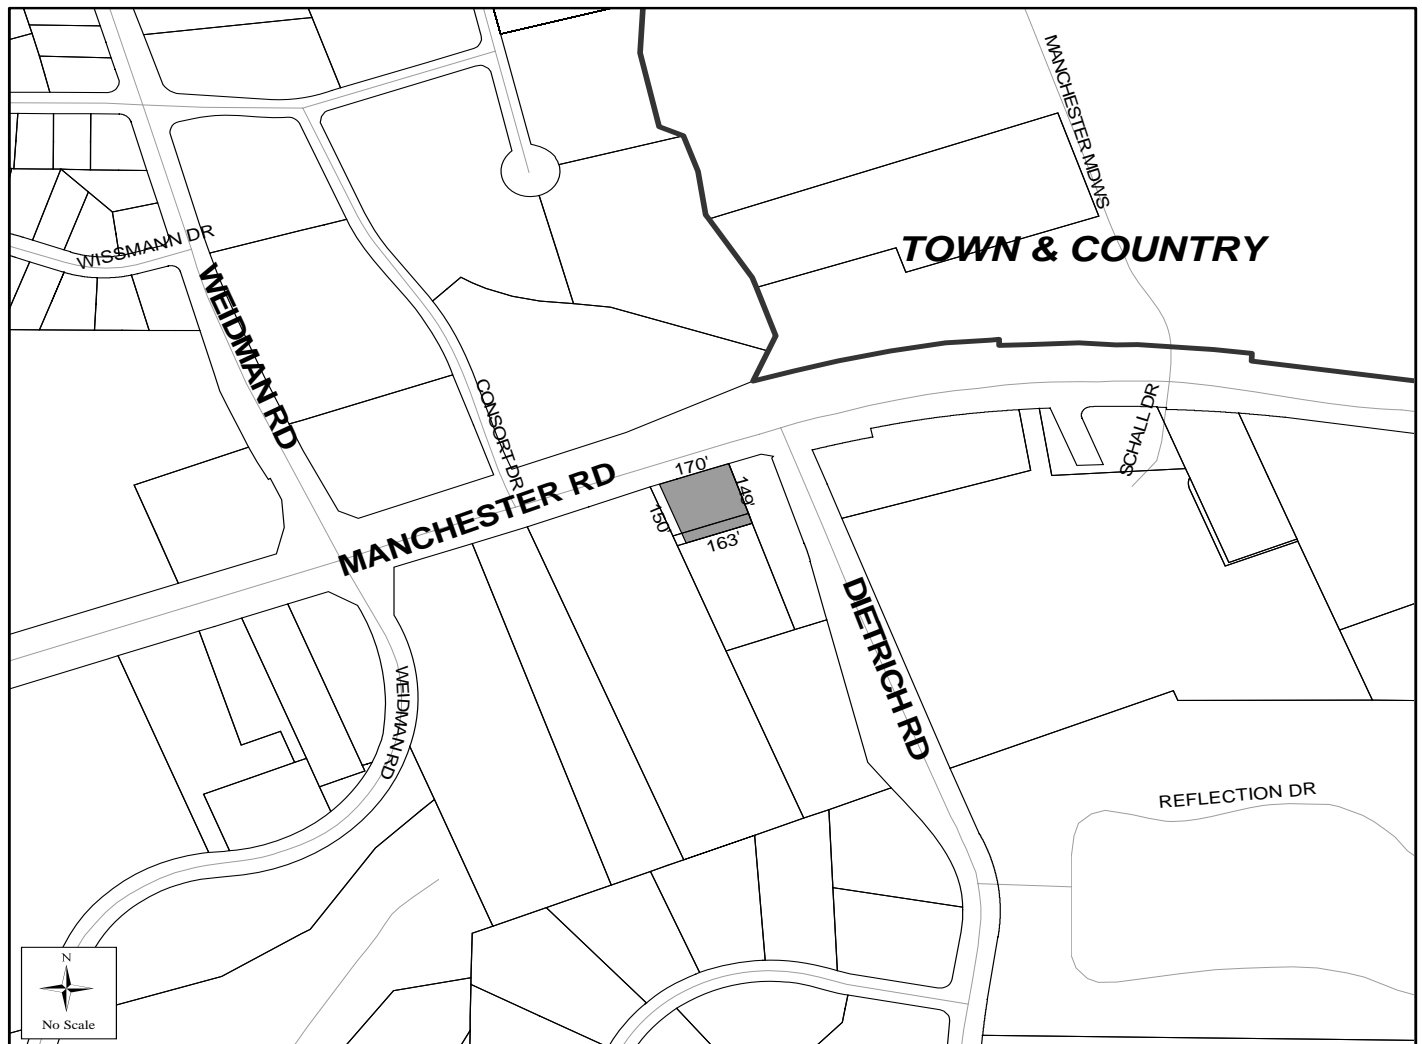 MANCHESTER MDWS
WISSMANN DR
TOWN & COUNTRY
WEIDMAN RD
CONSORT DR
SCHALL DR
MANCHESTER RD
170'
149'
150'
163'
DIETRICH RD
WEIDMAN RD
REFLECTION DR
N
No Scale